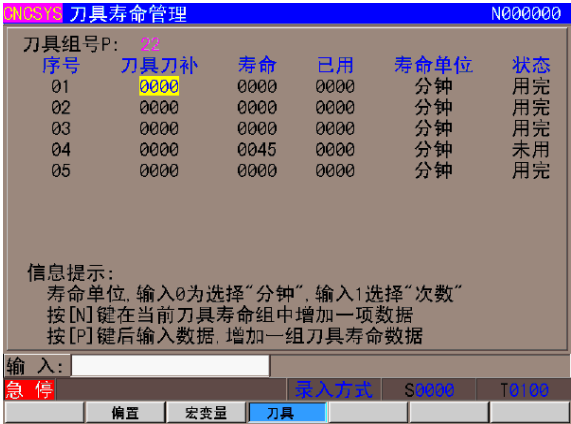 CNCSYS 刀具寿命管理 N000000
刀具组号P: 22
序号 刀具刀补 寿命 已用 寿命单位 状态
01 0000 0000 0000 分钟 用完
02 0000 0000 0000 分钟 用完
03 0000 0000 0000 分钟 用完
04 0000 0045 0000 分钟 未用
05 0000 0000 0000 分钟 用完
信息提示:
寿命单位,输入0为选择"分钟",输入1选择"次数"
按[N]键在当前刀具寿命组中增加一项数据
按[P]键后输入数据,增加一组刀具寿命数据
输 入:
急 停 录入方式 S0000 T0100
偏置 宏变量 刀具